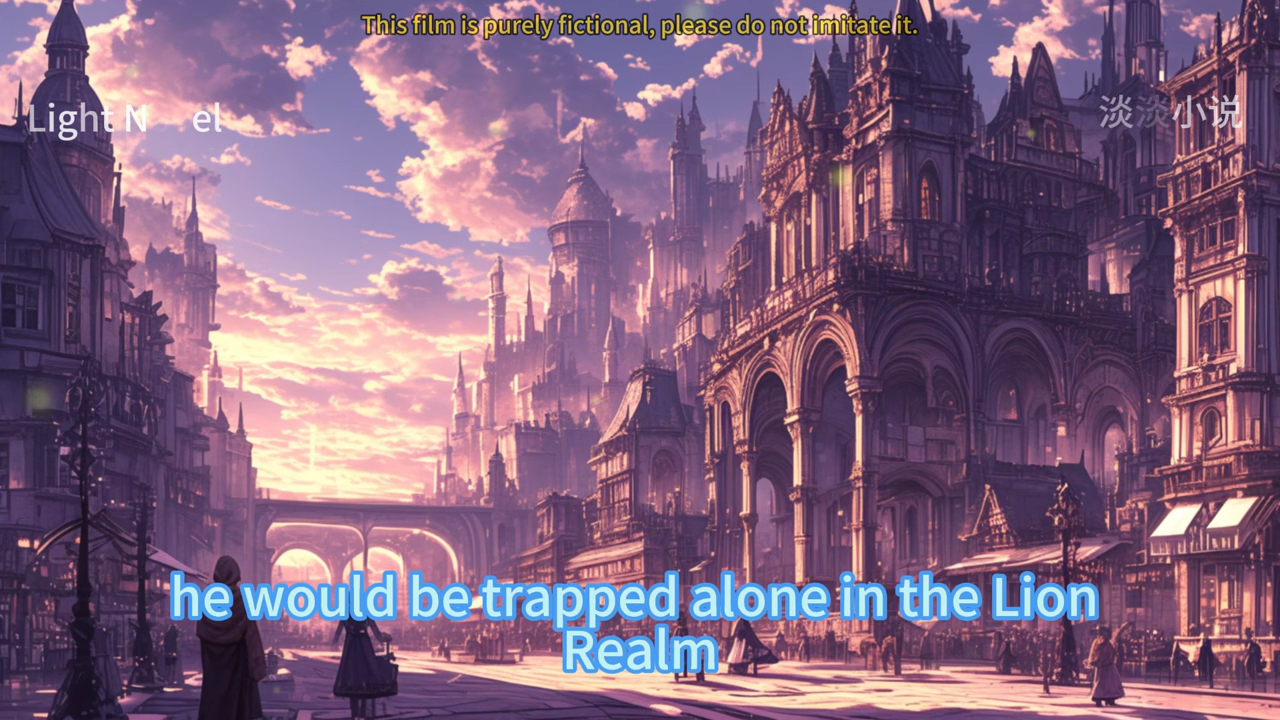 This film is purely fictional, please do not imitate it.
Light N el
淡淡小说
he would be trapped alone in the Lion
Realm